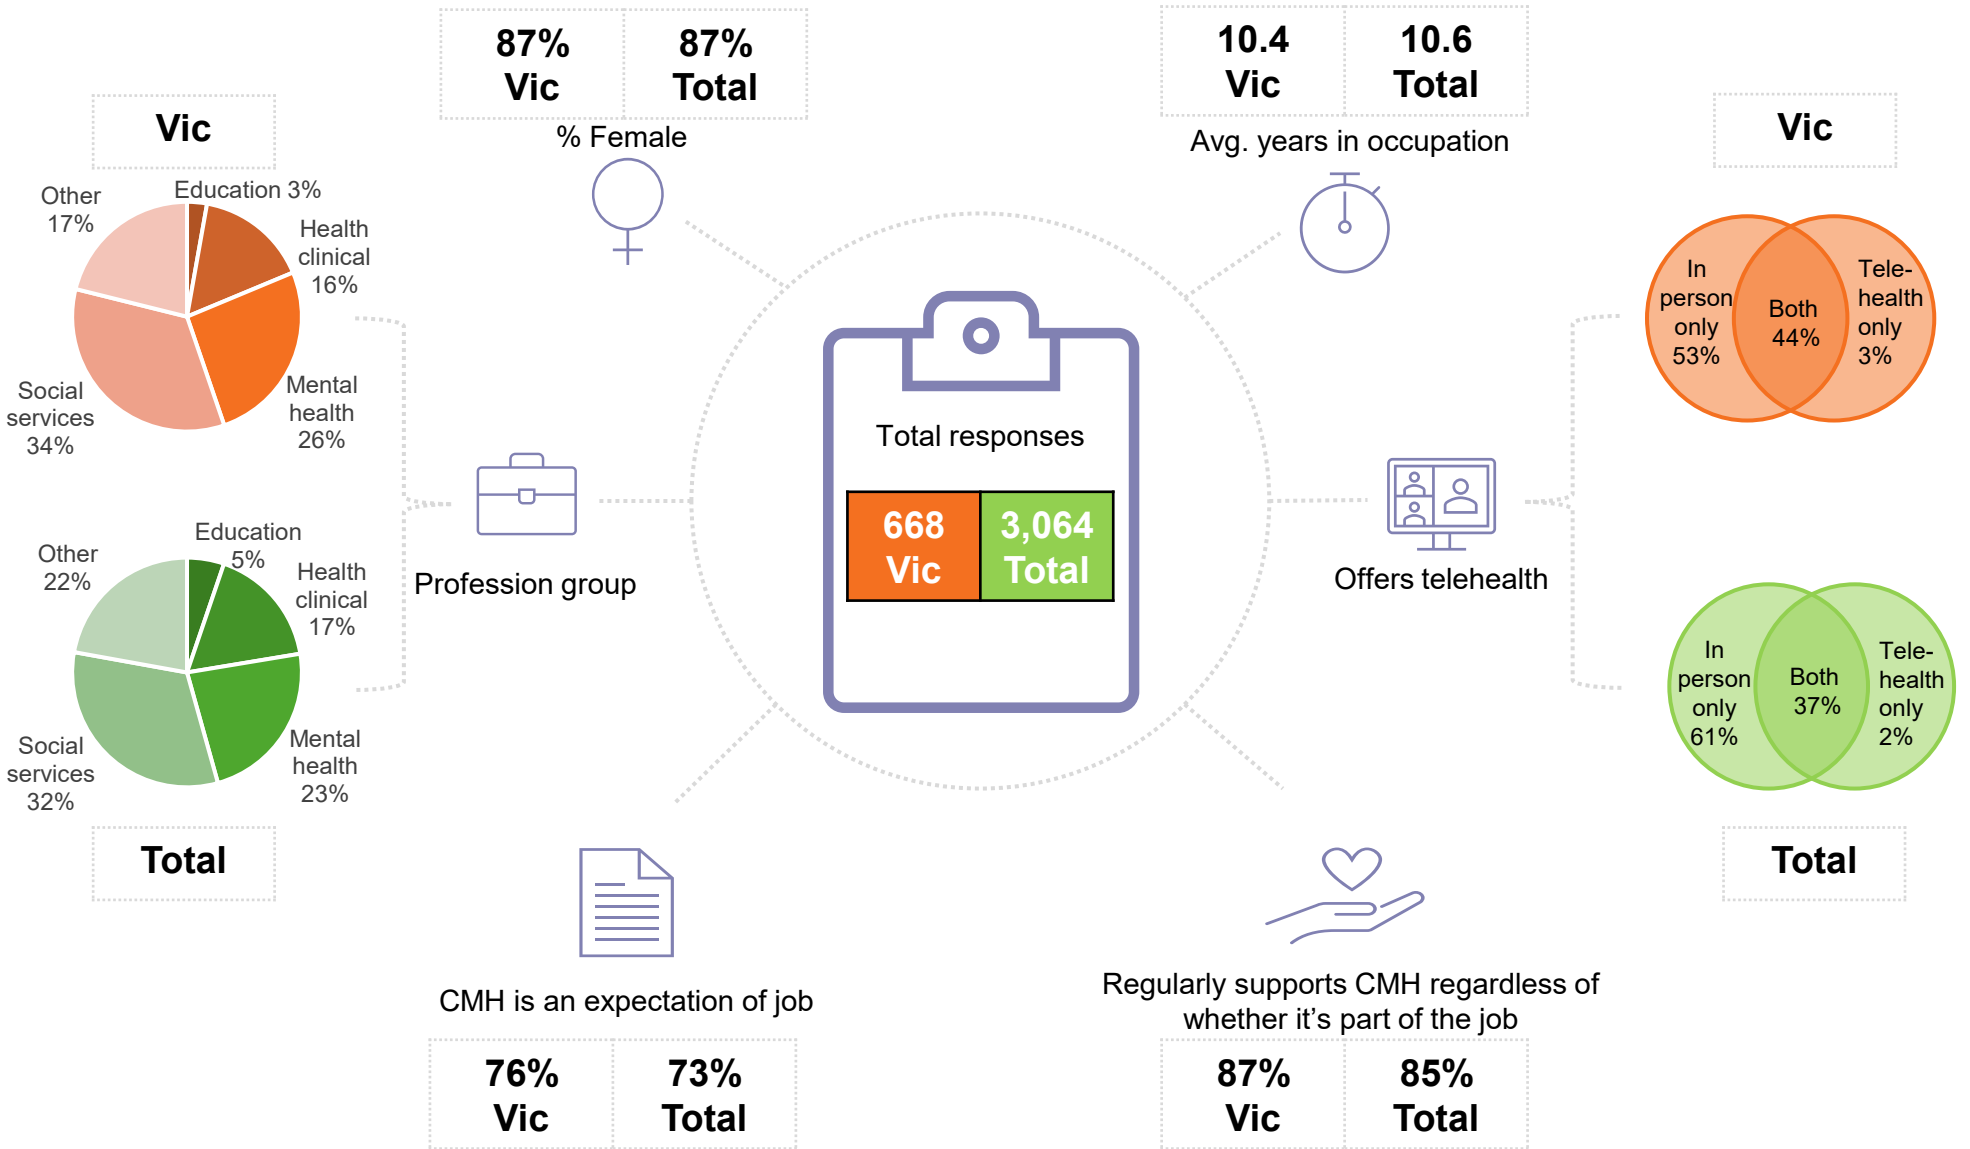 87%
Vic
87%
Total
% Female
10.4
Vic
10.6
Total
Avg. years in occupation
Vic
Education 3%
Other
17%
Health
clinical
16%
Social
services
34%
Mental
health
26%
Profession group
Education
5%
Other
22%
Health
clinical
17%
Social
services
32%
Mental
health
23%
Total
Total responses
668
Vic
3,064
Total
Vic
In
person
only
53%
Both
44%
Tele-
health
only
3%
Offers telehealth
In
person
only
61%
Both
37%
Tele-
health
only
2%
Total
CMH is an expectation of job
76%
Vic
73%
Total
Regularly supports CMH regardless of
whether it’s part of the job
87%
Vic
85%
Total